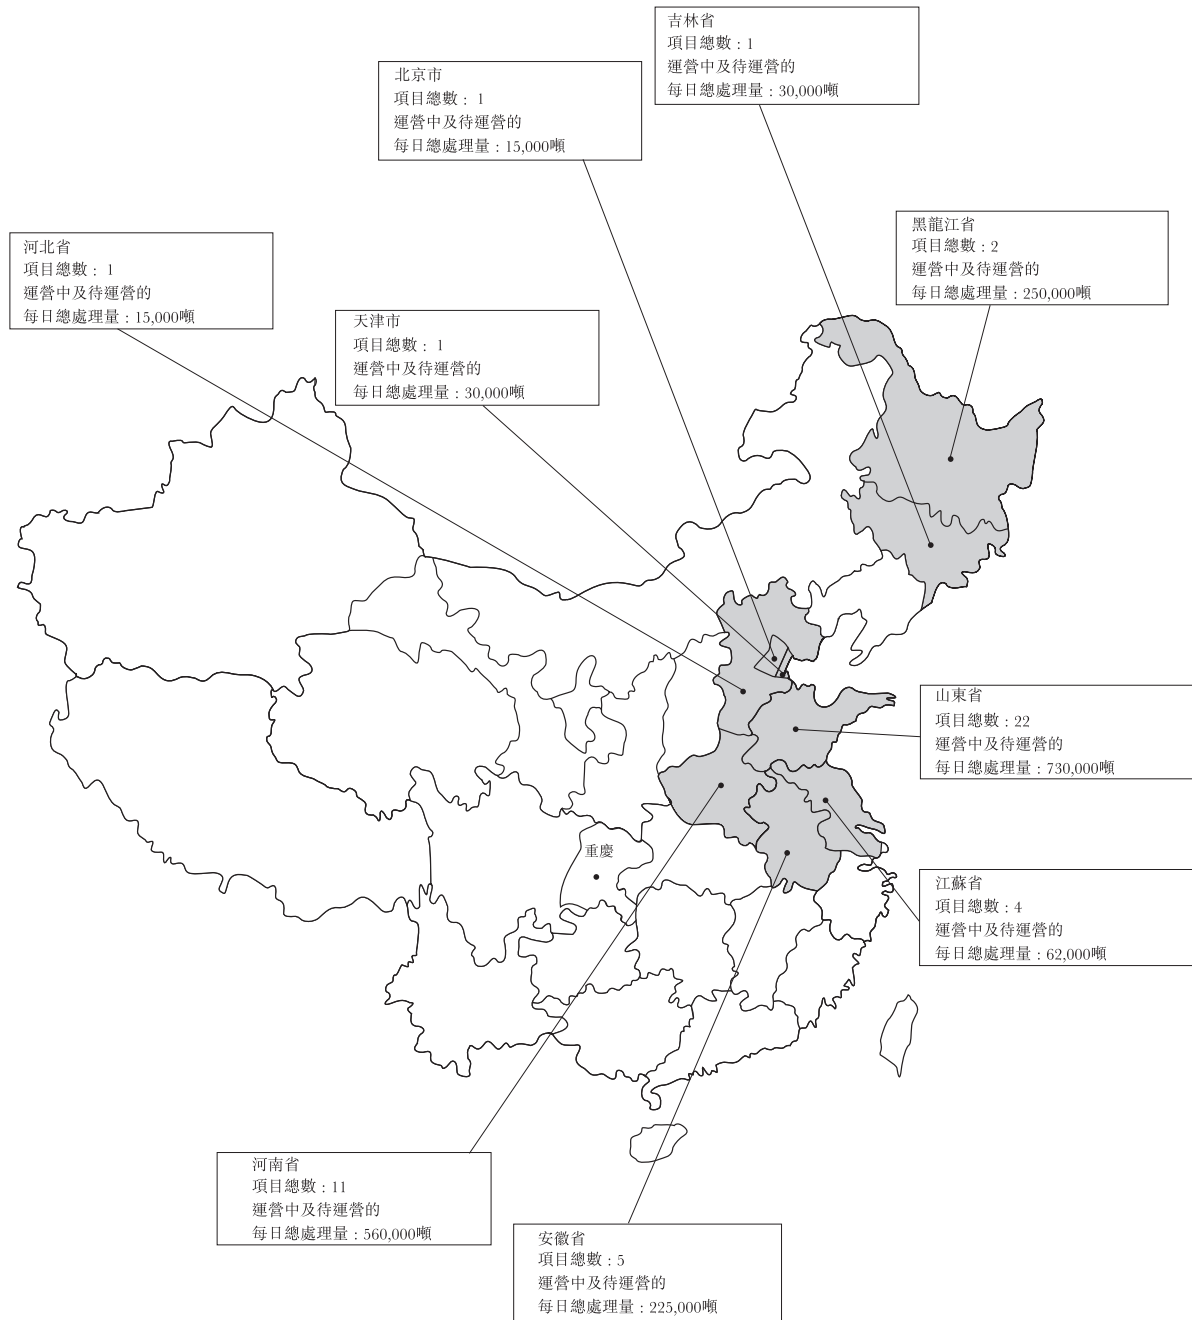 吉林省
項目總數：1
運營中及待運營的
每日總處理量：30,000噸
北京市
項目總數：1
運營中及待運營的
每日總處理量：15,000噸
黑龍江省
項目總數：2
運營中及待運營的
每日總處理量：250,000噸
河北省
項目總數：1
運營中及待運營的
每日總處理量：15,000噸
天津市
項目總數：1
運營中及待運營的
每日總處理量：30,000噸
山東省
項目總數：22
運營中及待運營的
每日總處理量：730,000噸
重慶
江蘇省
項目總數：4
運營中及待運營的
每日總處理量：62,000噸
河南省
項目總數：11
運營中及待運營的
每日總處理量：560,000噸
安徽省
項目總數：5
運營中及待運營的
每日總處理量：225,000噸